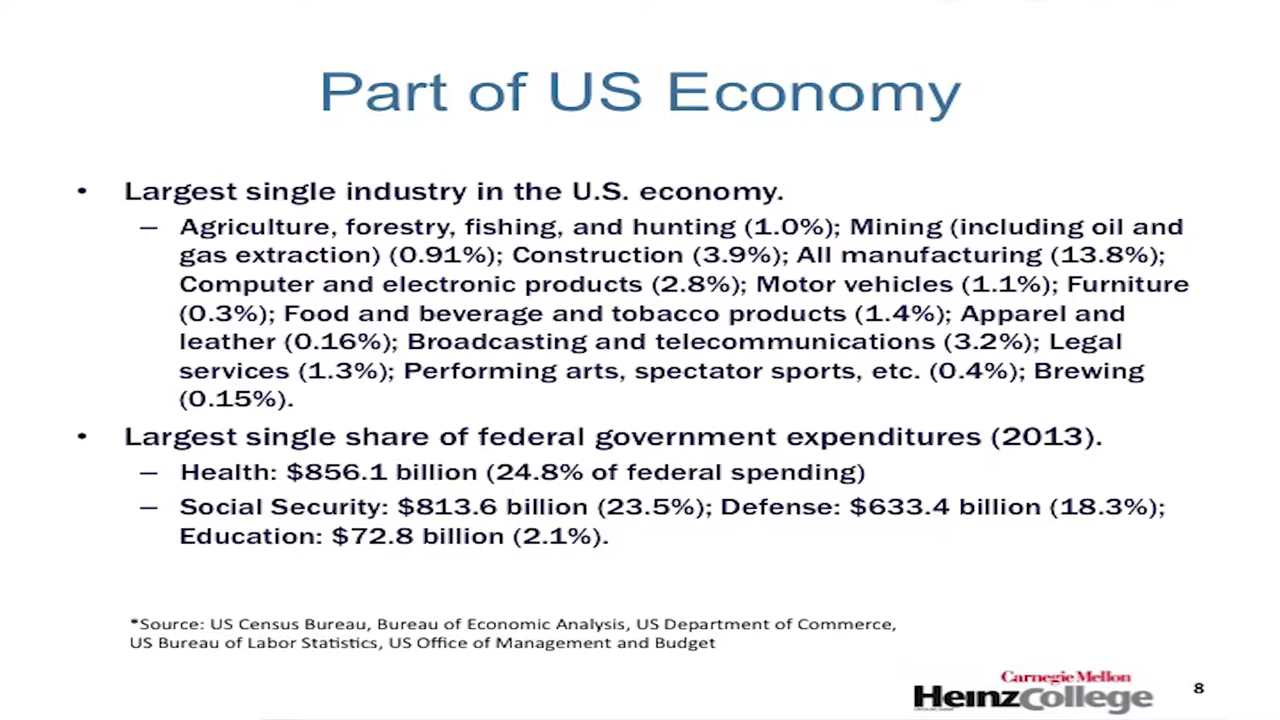 Part of US Economy
• Largest single industry in the U.S. economy.
– Agriculture, forestry, fishing, and hunting (1.0%); Mining (including oil and
gas extraction) (0.91%); Construction (3.9%); All manufacturing (13.8%);
Computer and electronic products (2.8%); Motor vehicles (1.1%); Furniture
(0.3%); Food and beverage and tobacco products (1.4%); Apparel and
leather (0.16%); Broadcasting and telecommunications (3.2%); Legal
services (1.3%); Performing arts, spectator sports, etc. (0.4%); Brewing
(0.15%).
• Largest single share of federal government expenditures (2013).
– Health: $856.1 billion (24.8% of federal spending)
– Social Security: $813.6 billion (23.5%); Defense: $633.4 billion (18.3%);
Education: $72.8 billion (2.1%).
*Source: US Census Bureau, Bureau of Economic Analysis, US Department of Commerce,
US Bureau of Labor Statistics, US Office of Management and Budget
Carnegie Mellon
HeinzCollege
8